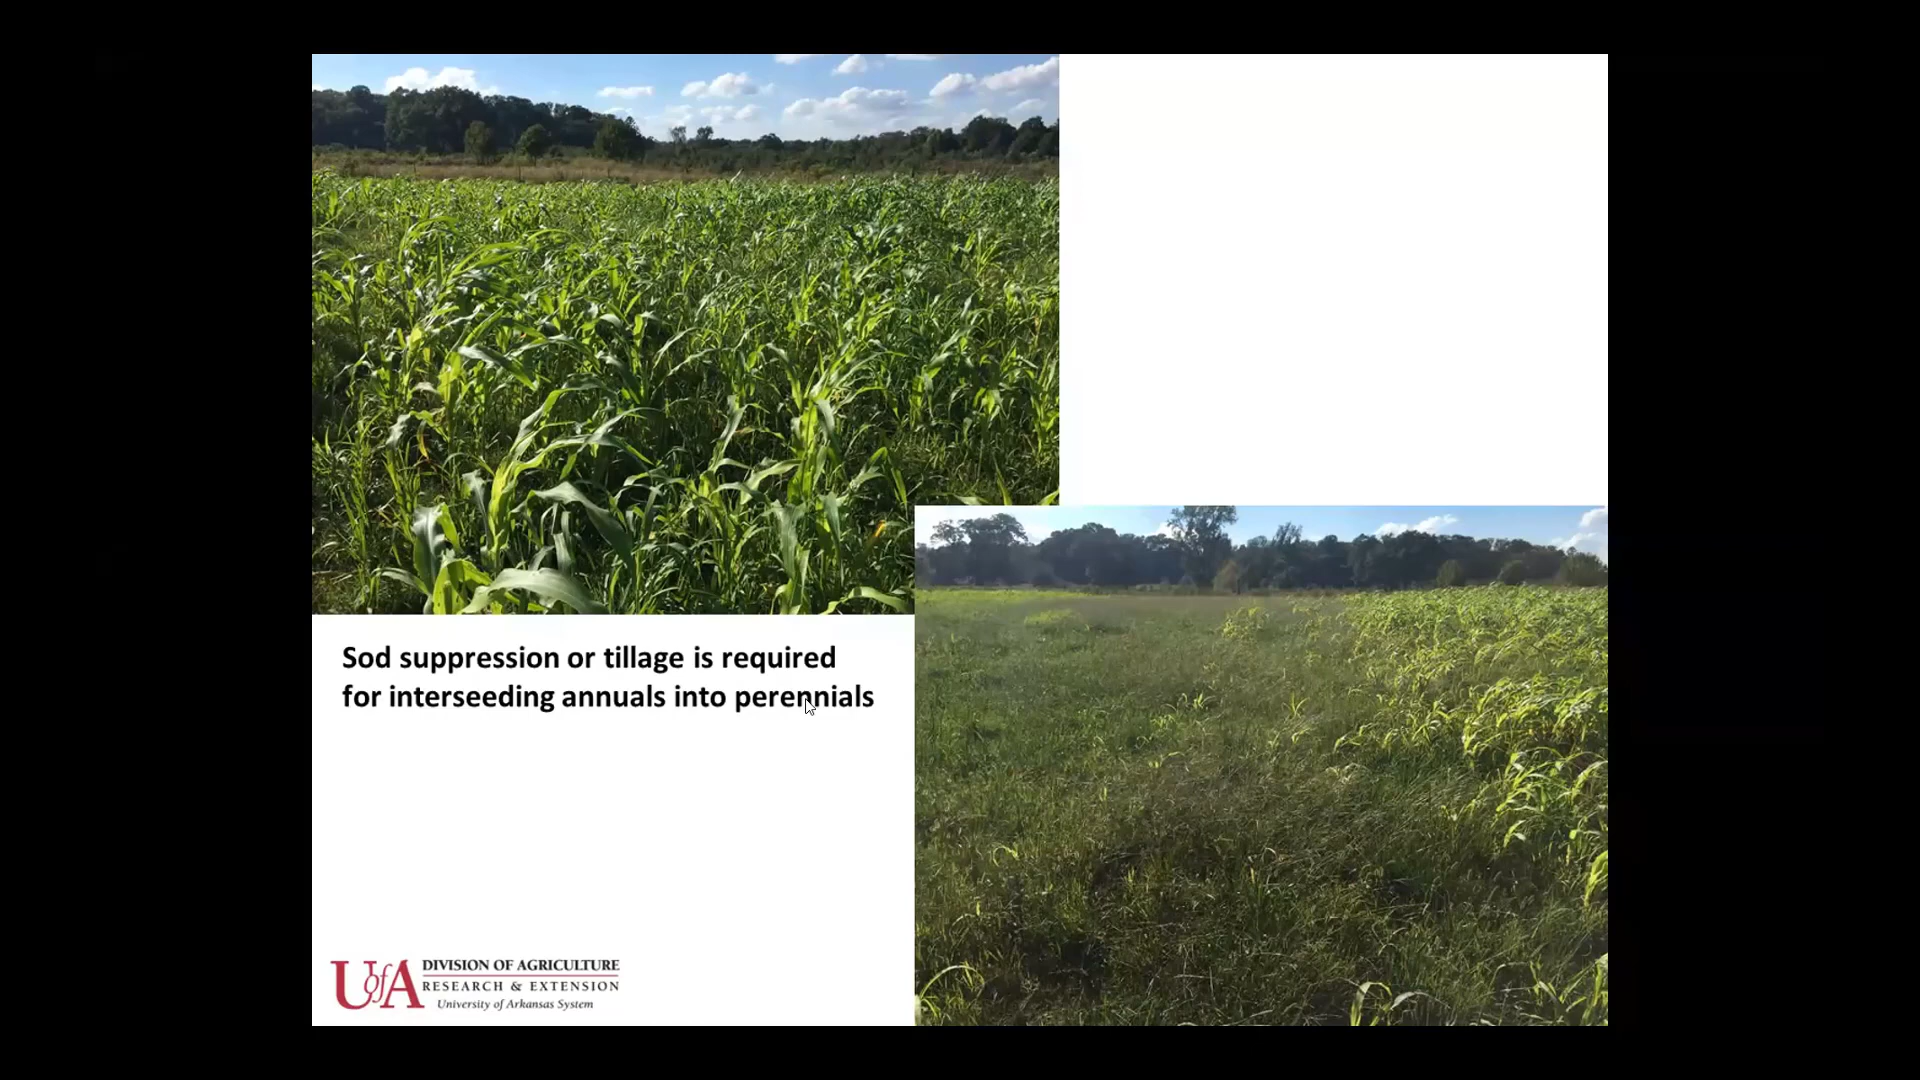 Sod suppression or tillage is required
for interseeding annuals into perennials
UofA DIVISION OF AGRICULTURE
RESEARCH & EXTENSION
University of Arkansas System